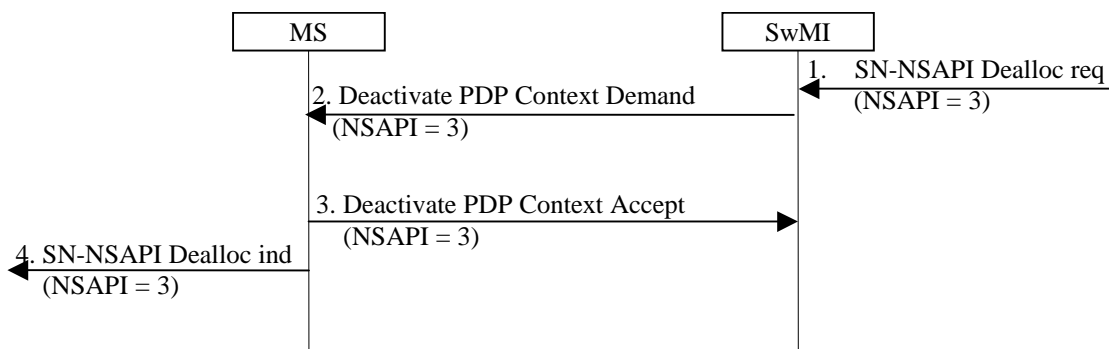 MS
SwMI
1. SN-NSAPI Dealloc req
(NSAPI = 3)
2. Deactivate PDP Context Demand
(NSAPI = 3)
3. Deactivate PDP Context Accept
(NSAPI = 3)
4. SN-NSAPI Dealloc ind
(NSAPI = 3)